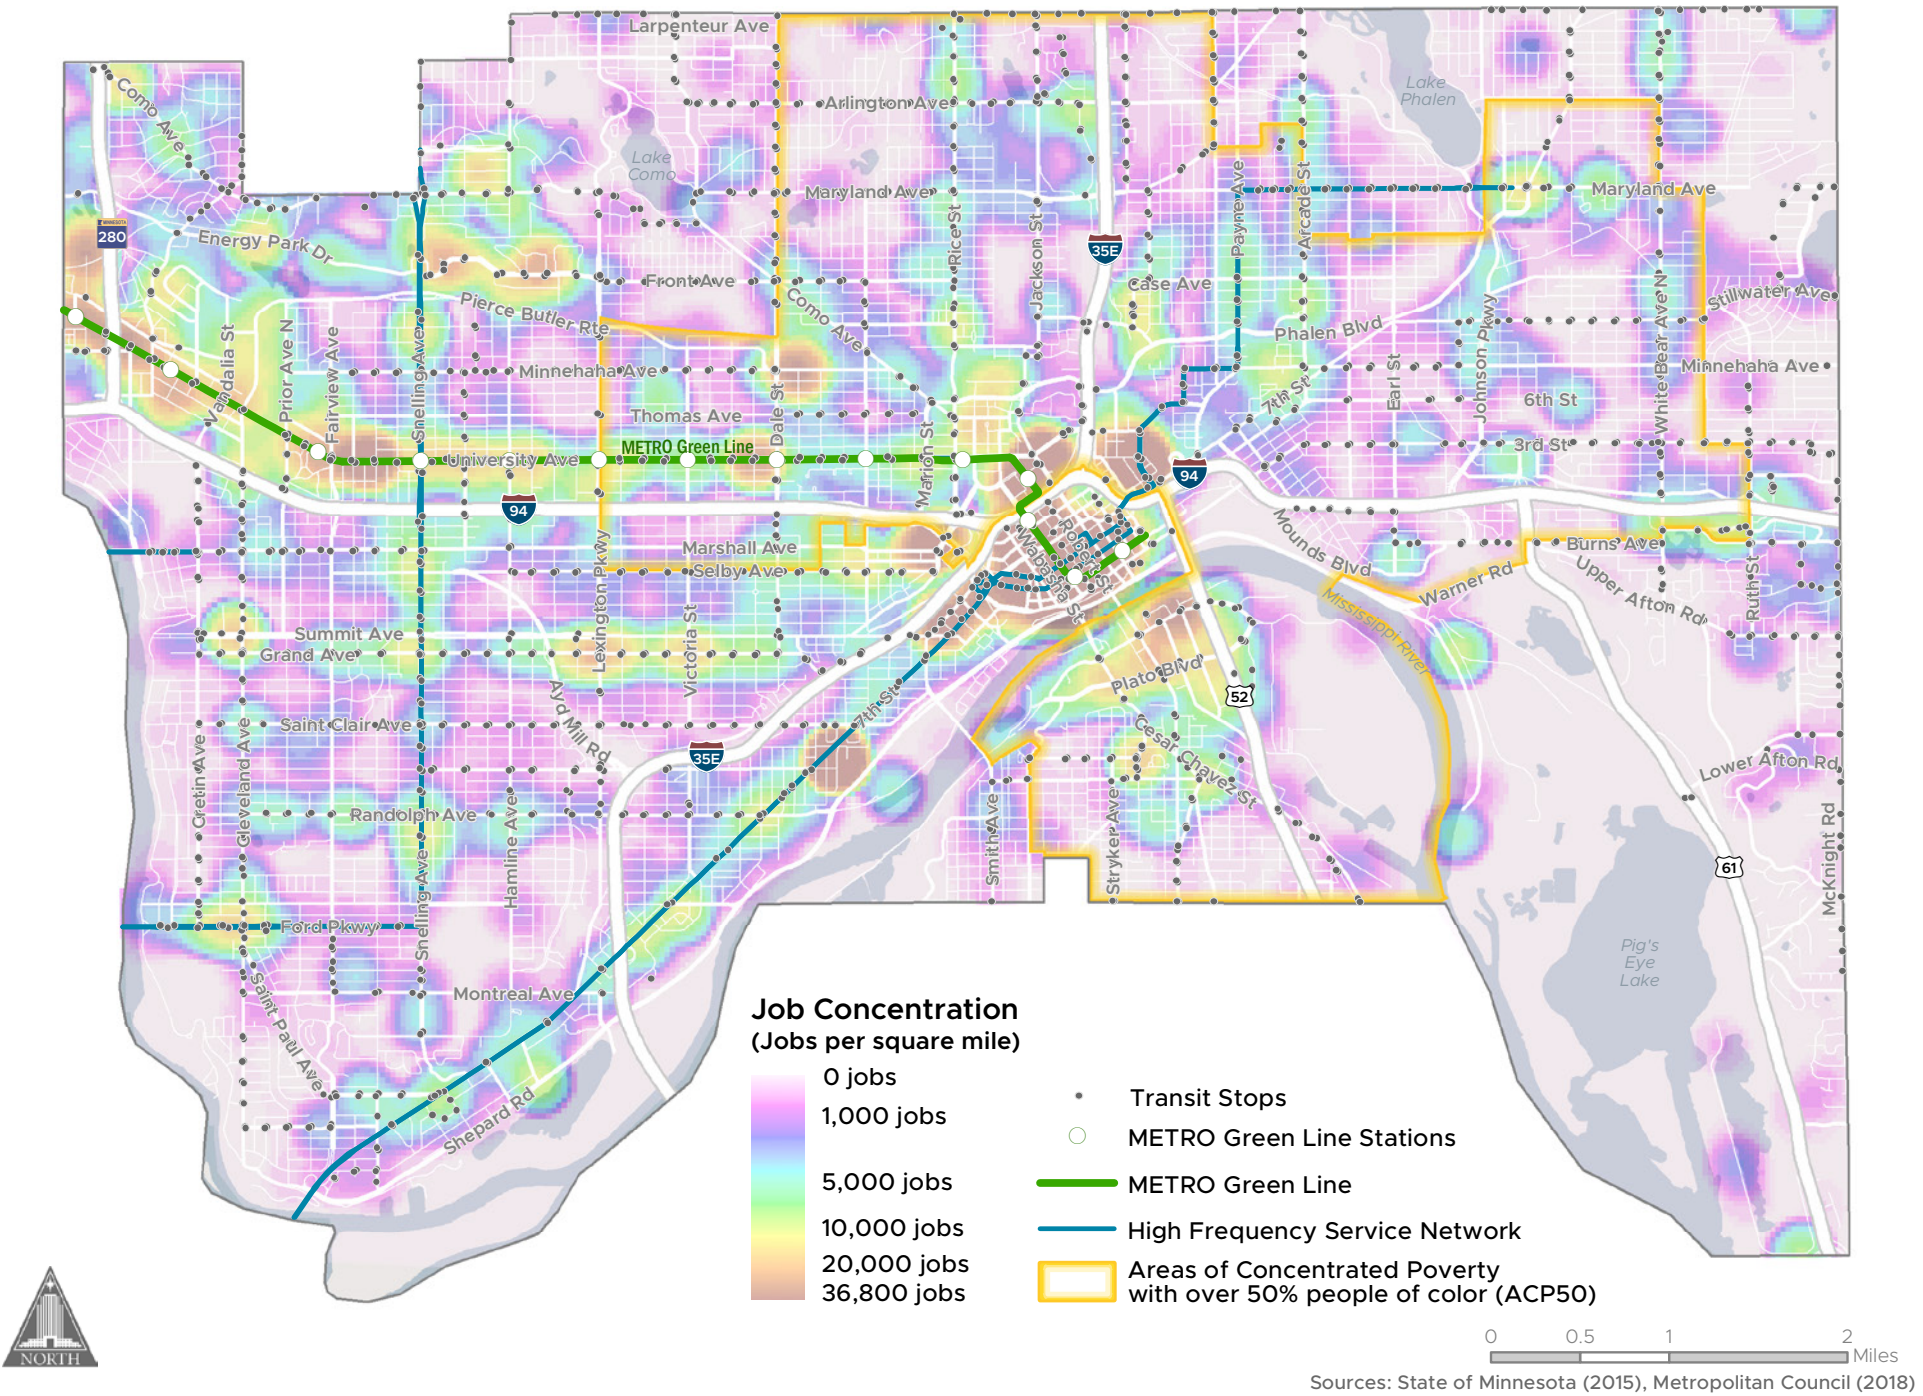 Larpenteur Ave
Como Ave
Arlington Ave
Lake
Phalen
Lake
Como
Maryland Ave
Maryland Ave
MINNESOTA
280
Energy Park Dr
Rice St
Jackson St
35E
Payne Ave
Arcade St
Front Ave
Case Ave
Pierce Butler Rte
Como Ave
Phalen Blvd
Johnson Pkwy
White Bear Ave N
Stillwater Ave
Vandalia St
Prior Ave N
Fairview Ave
Snelling Ave
Minnehaha Ave
Minnehaha Ave
Thomas Ave
Dale St
7th St
Earl St
6th St
METRO Green Line
University Ave
Marion St
3rd St
94
94
Marshall Ave
Selby Ave
Lexington Pkwy
Wabasha St
Robert St
Mounds Blvd
Burns Ave
Warner Rd
Upper Afton Rd
Ruth St
Mississippi River
Summit Ave
Grand Ave
Victoria St
Plato Blvd
52
Ayd Mill Rd
7th St
Saint Clair Ave
35E
Cesar Chavez St
Lower Afton Rd
Cretin Ave
Cleveland Ave
Randolph Ave
Hamline Ave
Smith Ave
Stryker Ave
61
McKnight Rd
Snelling Ave
Ford Pkwy
Saint Paul Ave
Montreal Ave
Shepard Rd
Pig's
Eye
Lake
Job Concentration
(Jobs per square mile)
0 jobs
1,000 jobs
5,000 jobs
10,000 jobs
20,000 jobs
36,800 jobs
Transit Stops
METRO Green Line Stations
METRO Green Line
High Frequency Service Network
Areas of Concentrated Poverty
with over 50% people of color (ACP50)
NORTH
0 0.5 1 2
Miles
Sources: State of Minnesota (2015), Metropolitan Council (2018)